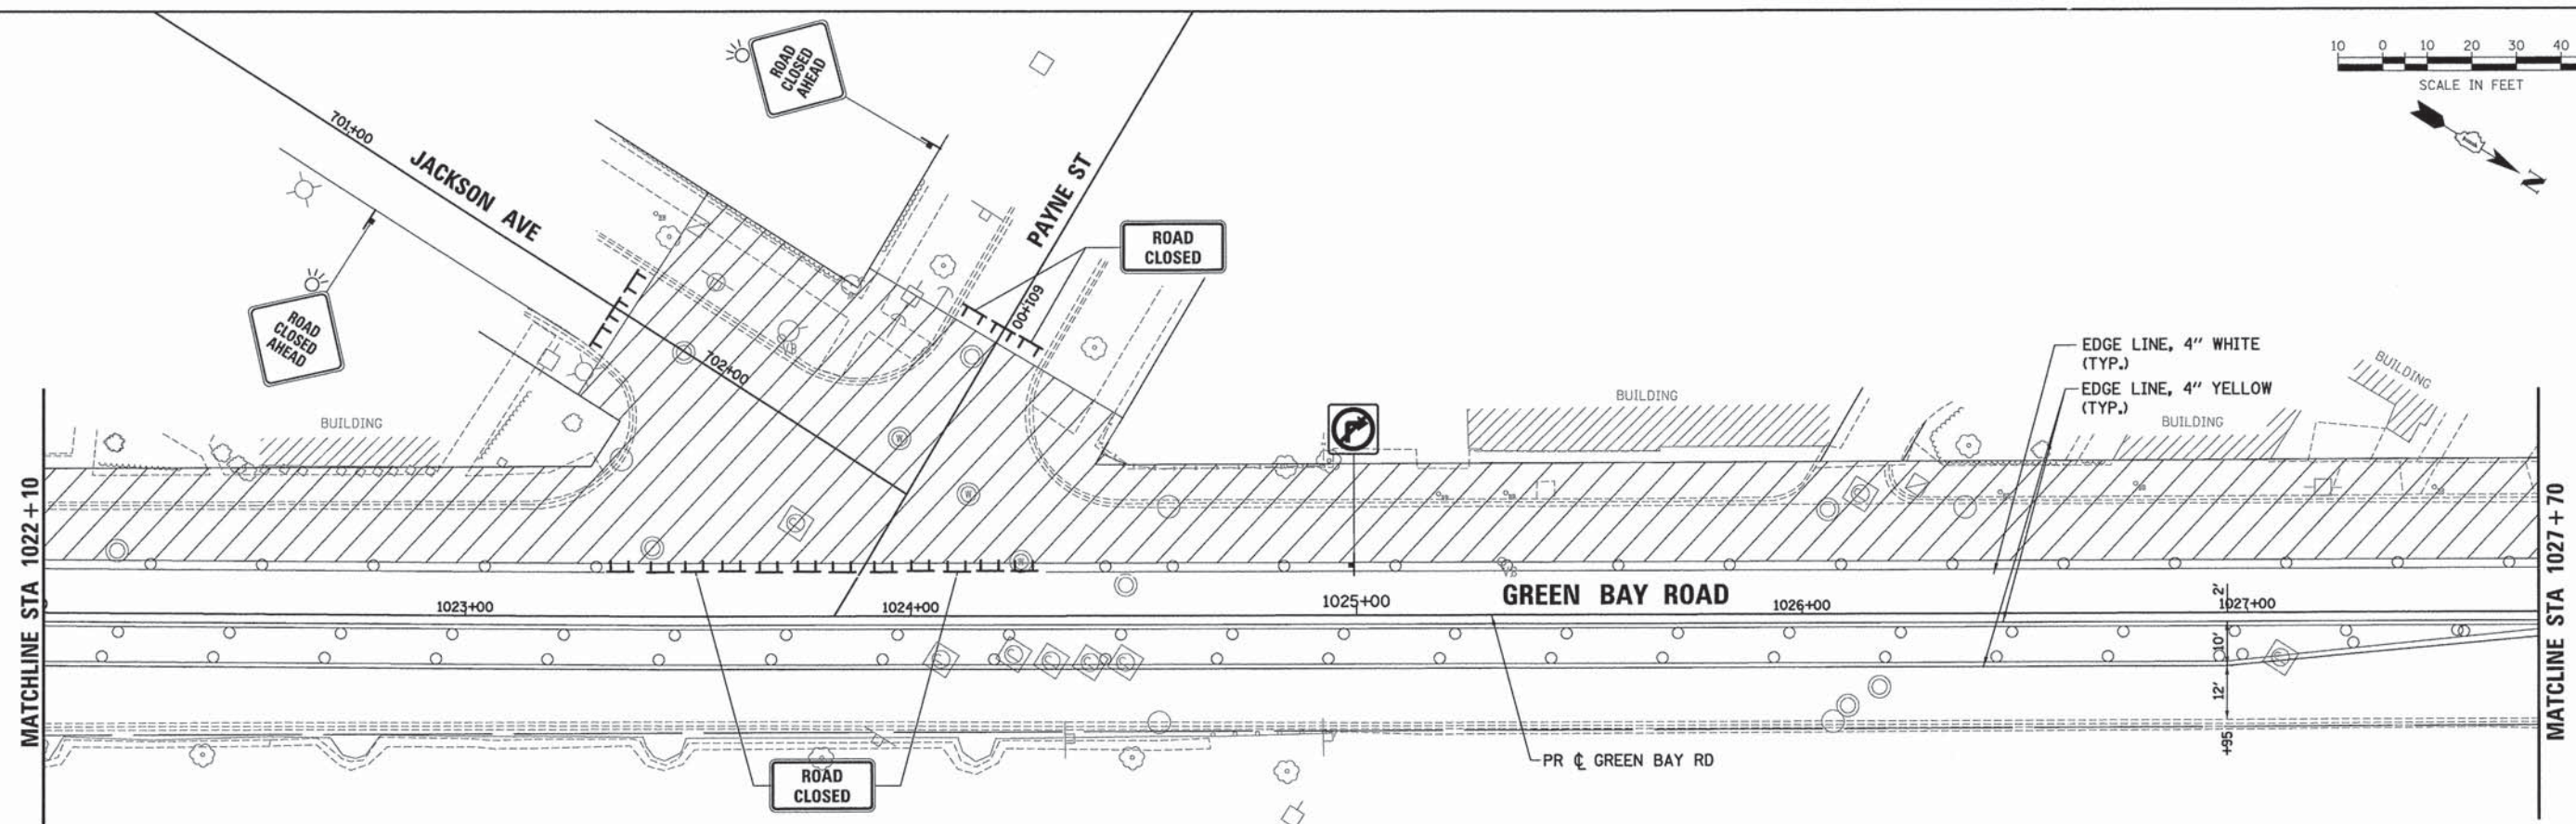 ROAD
CLOSED
AHEAD
10 0 10 20 30 40
SCALE IN FEET
N
701+00
JACKSON AVE
PAYNE ST
ROAD
CLOSED
601+00
ROAD
CLOSED
AHEAD
702+00
EDGE LINE, 4" WHITE
(TYP.)
EDGE LINE, 4" YELLOW
(TYP.)
BUILDING
BUILDING
BUILDING
BUILDING
W
W
W
MATCHLINE STA 1022 + 10
MATCLINE STA 1027 + 70
GREEN BAY ROAD
1023+00
1024+00
1025+00
1026+00
1027+00
2'
10'
12'
+95
PR ℄ GREEN BAY RD
ROAD
CLOSED